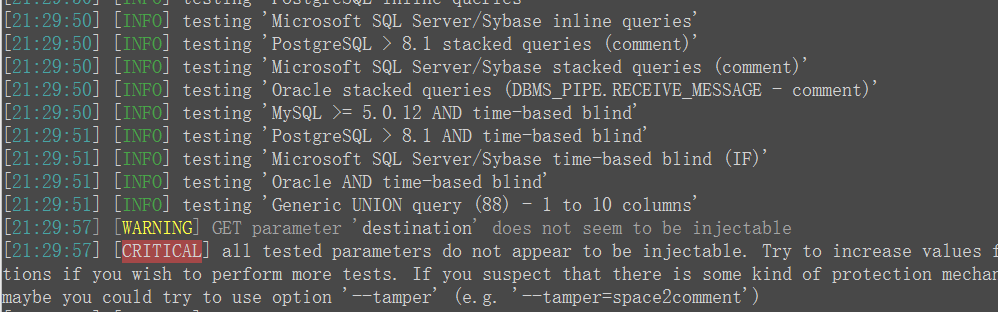 [21:29:50] [INFO] testing 'PostgreSQL inline queries'
[21:29:50] [INFO] testing 'Microsoft SQL Server/Sybase inline queries'
[21:29:50] [INFO] testing 'PostgreSQL > 8.1 stacked queries (comment)'
[21:29:50] [INFO] testing 'Microsoft SQL Server/Sybase stacked queries (comment)'
[21:29:50] [INFO] testing 'Oracle stacked queries (DBMS_PIPE.RECEIVE_MESSAGE - comment)'
[21:29:50] [INFO] testing 'MySQL >= 5.0.12 AND time-based blind'
[21:29:51] [INFO] testing 'PostgreSQL > 8.1 AND time-based blind'
[21:29:51] [INFO] testing 'Microsoft SQL Server/Sybase time-based blind (IF)'
[21:29:51] [INFO] testing 'Oracle AND time-based blind'
[21:29:51] [INFO] testing 'Generic UNION query (88) - 1 to 10 columns'
[21:29:57] [WARNING] GET parameter 'destination' does not seem to be injectable
[21:29:57] [CRITICAL] all tested parameters do not appear to be injectable. Try to increase values f
tions if you wish to perform more tests. If you suspect that there is some kind of protection mechan
maybe you could try to use option '--tamper' (e.g. '--tamper=space2comment')